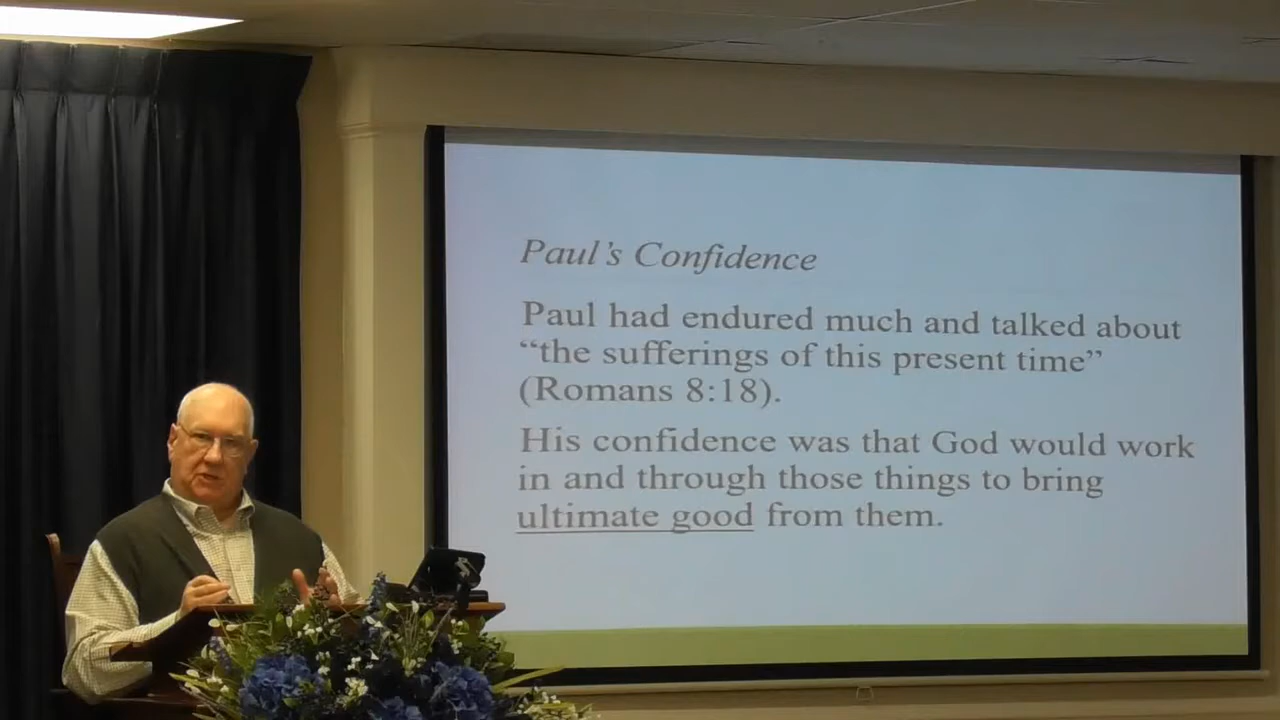 Paul's Confidence
Paul had endured much and talked about
“the sufferings of this present time”
(Romans 8:18).
His confidence was that God would work
in and through those things to bring
ultimate good from them.